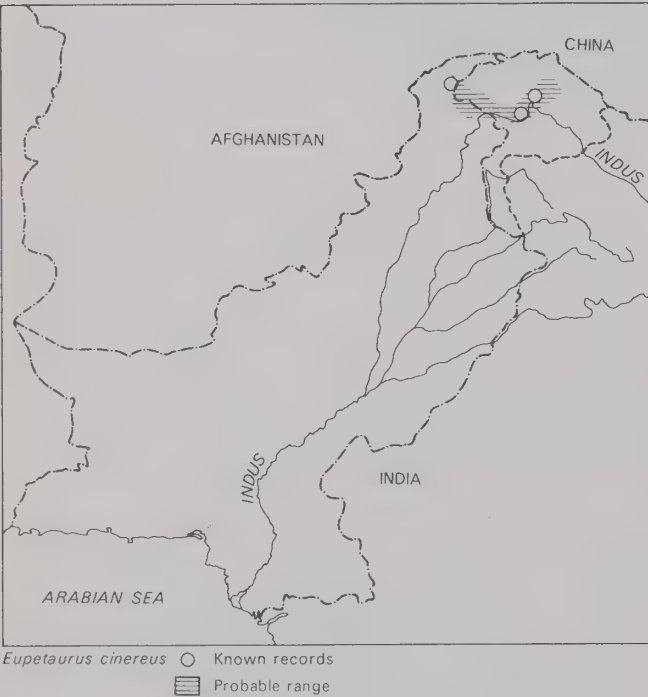 CHINA
AFGHANISTAN
INDUS
INDUS
INDIA
ARABIAN SEA
Eupetaurus cinereus Known records
Probable range